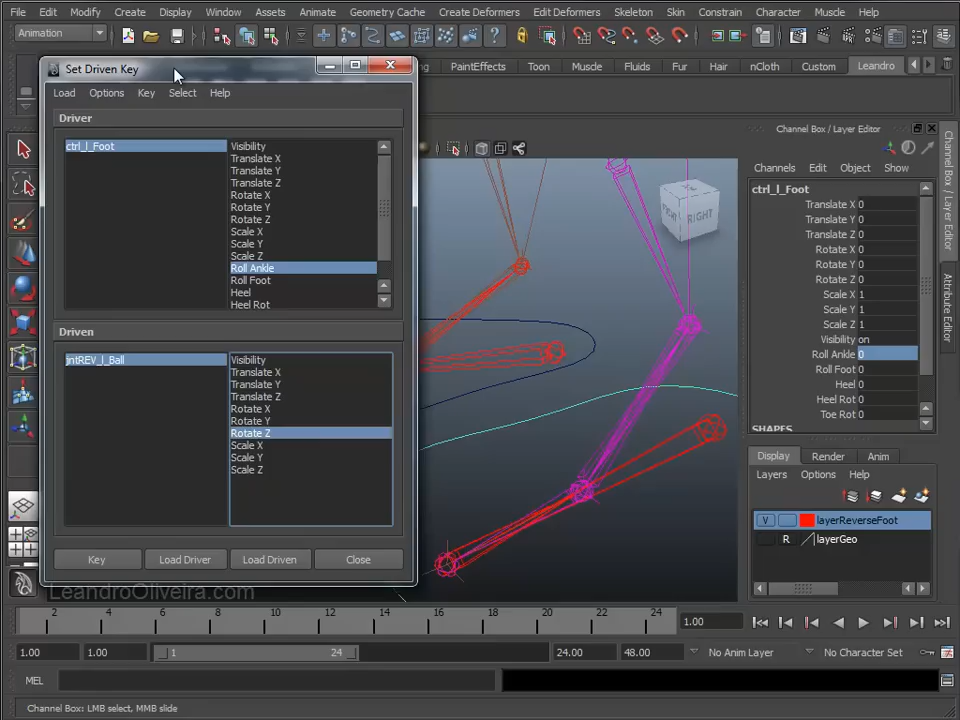 File Edit Modify Create Display Window Assets Animate Geometry Cache Create Deformers Edit Deformers Skeleton Skin Constrain Character Muscle Help
Animation
Set Driven Key
PaintEffects Toon Muscle Fluids Fur Hair nCloth Custom Leandro
Load Options Key Select Help
Driver
ctrl_l_Foot
Visibility
Translate X
Translate Y
Translate Z
Rotate X
Rotate Y
Rotate Z
Scale X
Scale Y
Scale Z
Roll Ankle
Roll Foot
Heel
Heel Rot
Driven
jntREV_l_Ball
Visibility
Translate X
Translate Y
Translate Z
Rotate X
Rotate Y
Rotate Z
Scale X
Scale Y
Scale Z
Key Load Driver Load Driven Close
RIGHT
Channel Box / Layer Editor
Channels Edit Object Show
ctrl_l_Foot
Translate X 0
Translate Y 0
Translate Z 0
Rotate X 0
Rotate Y 0
Rotate Z 0
Scale X 1
Scale Y 1
Scale Z 1
Visibility on
Roll Ankle 0
Roll Foot 0
Heel 0
Heel Rot 0
Toe Rot 0
SHAPES
Display Render Anim
Layers Options Help
V layerReverseFoot
R layerGeo
Channel Box / Layer Editor
Attribute Editor
LeandroOliveira.com
2 4 6 8 10 12 14 16 18 20 22 24
1.00
1.00 1.00 1 24 24.00 48.00 No Anim Layer No Character Set
MEL
Channel Box: LMB select, MMB slide